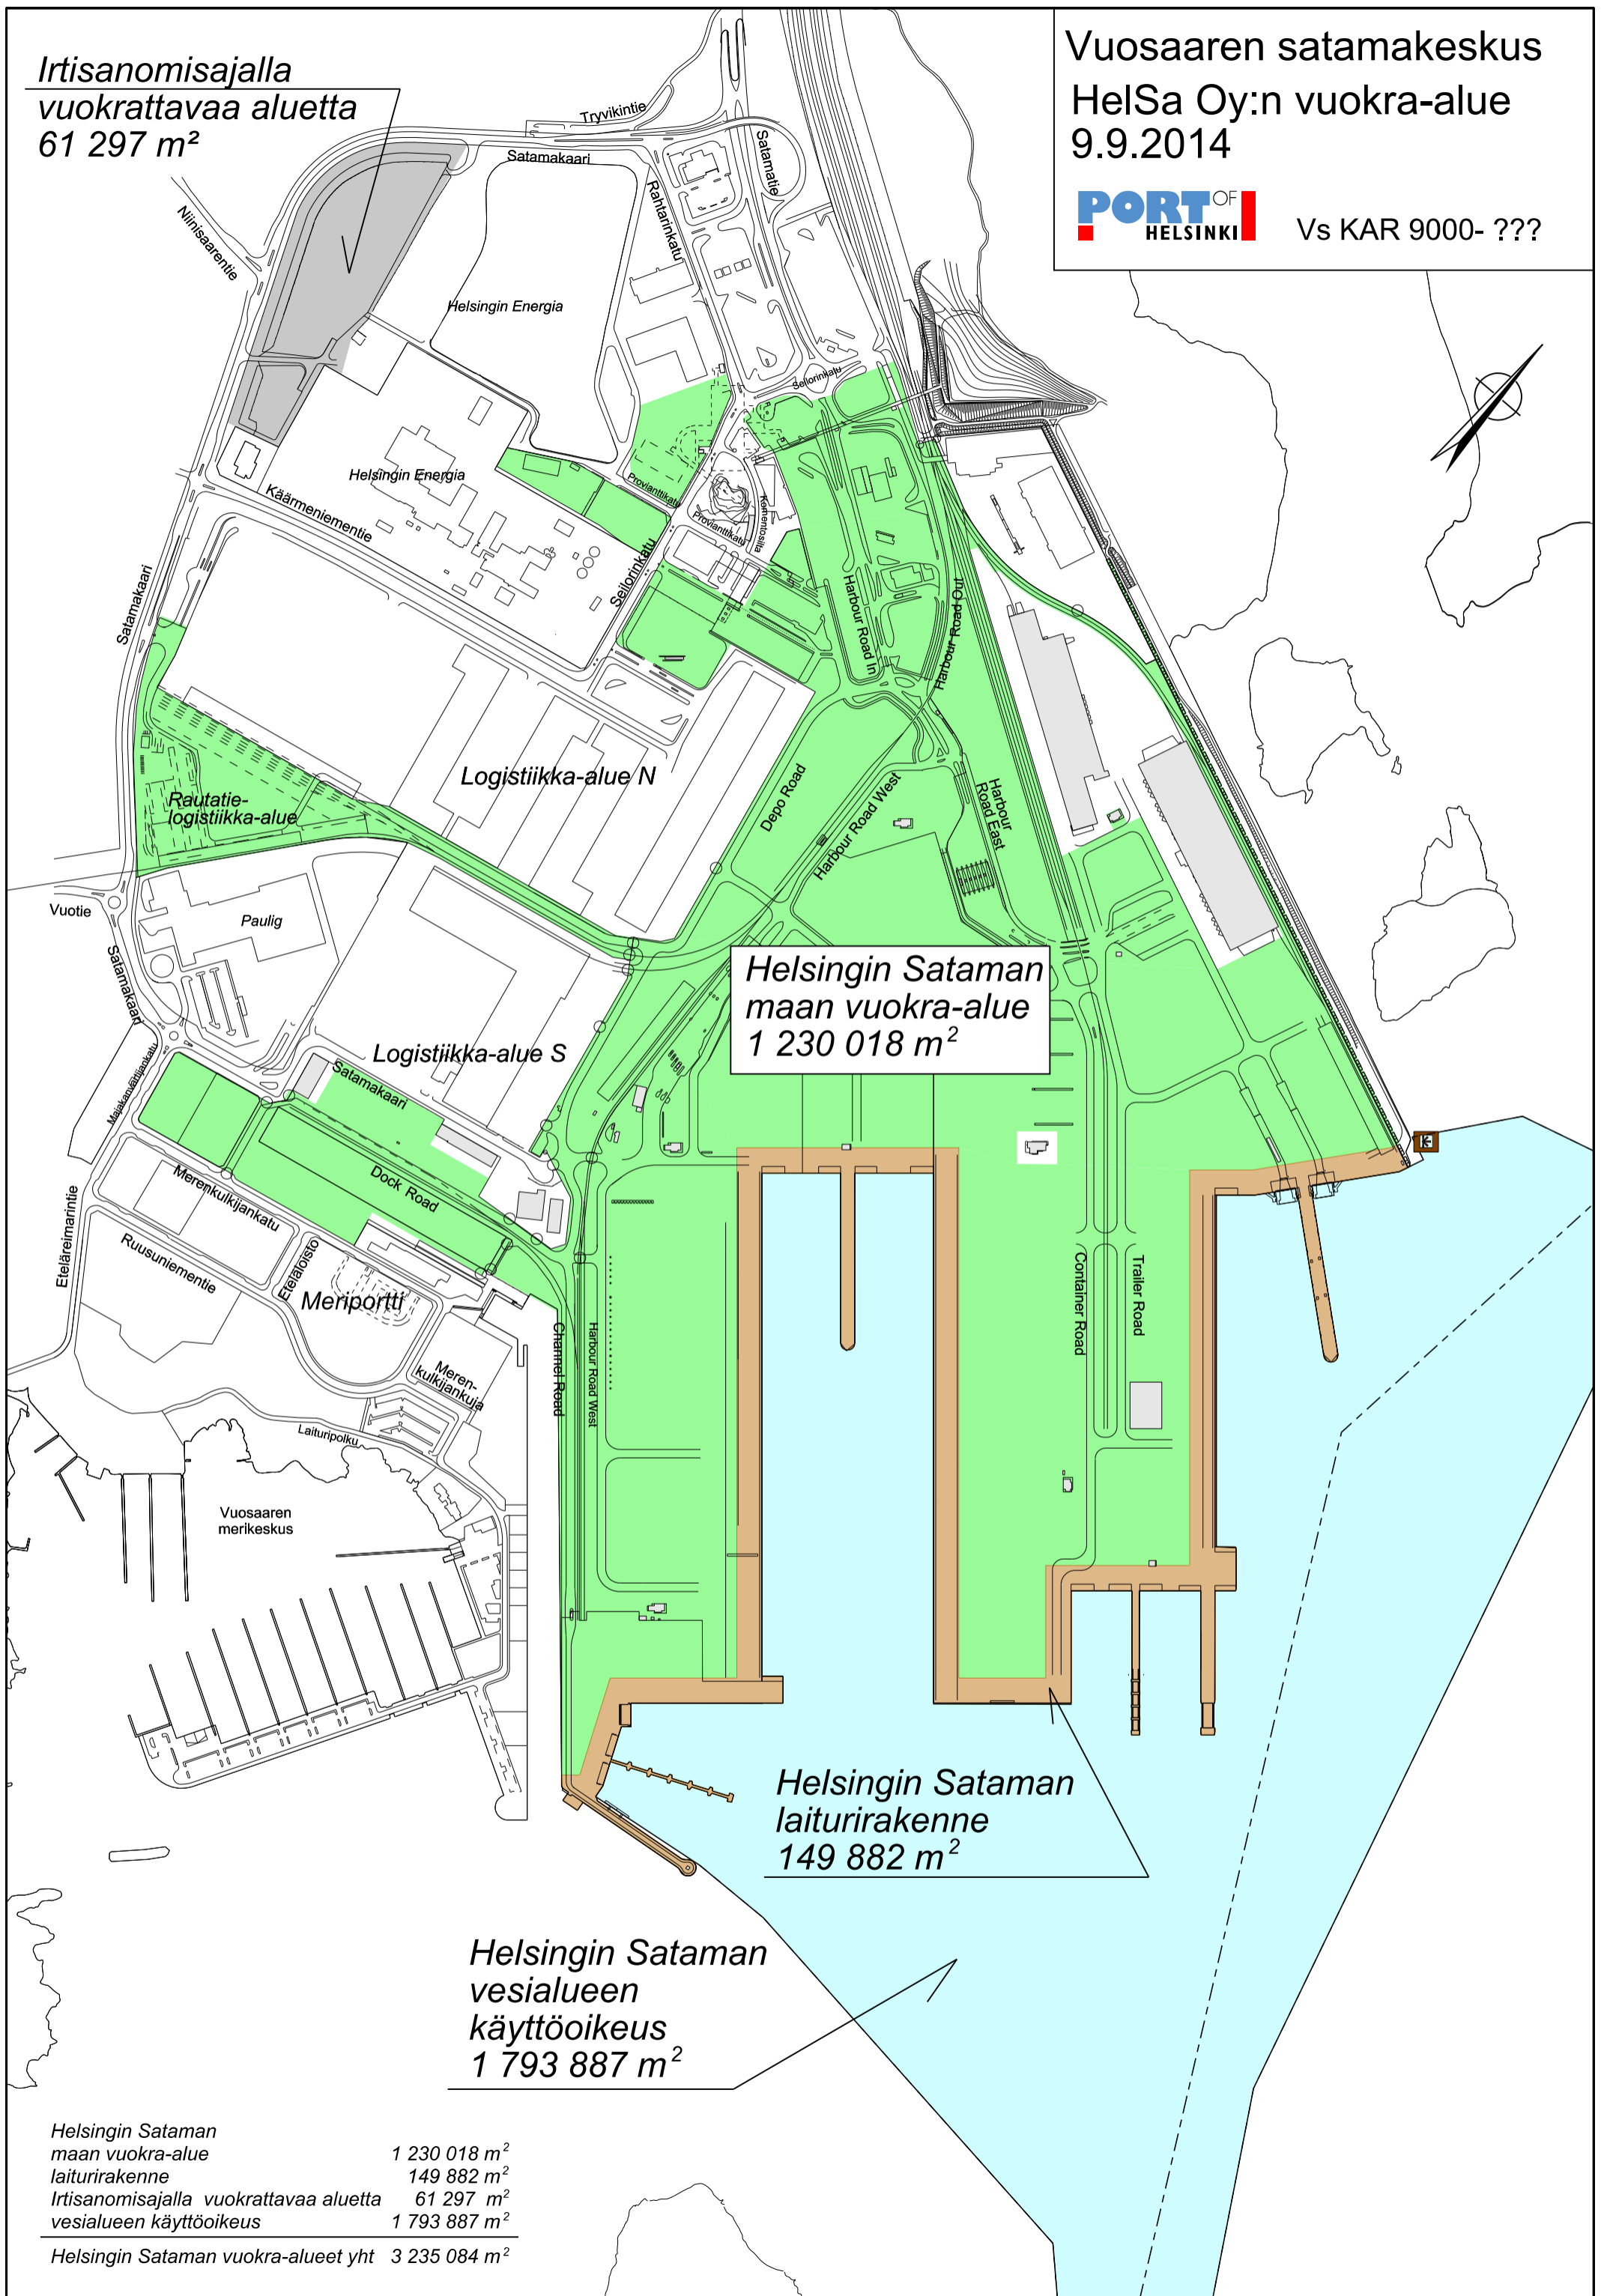 Irtisanomisajalla
vuokrattavaa aluetta
61 297 m²
Vuosaaren satamakeskus
HelSa Oy:n vuokra-alue
9.9.2014
PORT OF
HELSINKI
Vs KAR 9000- ???
Tryvikintie
Satamakaari
Satamatie
Rahtarinkatu
Niinisaarentie
Helsingin Energia
Seilorinkatu
Helsingin Energia
Käärmeniementie
Provianttikatu
Provianttikatu
Komentosilta
Seilorinkatu
Satamakaari
Harbour Road In
Harbour Road Out
Logistiikka-alue N
Depo Road
Harbour Road West
Harbour
Road East
Rautatie-
logistiikka-alue
Vuotie
Paulig
Satamakaari
Helsingin Sataman
maan vuokra-alue
1 230 018 m²
Logistiikka-alue S
Satamakaari
Majakanvartijankatu
Dock Road
Merenkulkijankatu
Eteläreimarintie
Ruusuniementie
Eteläloisto
Meriportti
Meren-
kulkijankuja
Channel Road
Harbour Road West
Container Road
Trailer Road
Laituripolku
Vuosaaren
merikeskus
Helsingin Sataman
laiturirakenne
149 882 m²
Helsingin Sataman
vesialueen
käyttöoikeus
1 793 887 m²
Helsingin Sataman
maan vuokra-alue 1 230 018 m²
laiturirakenne 149 882 m²
Irtisanomisajalla vuokrattavaa aluetta 61 297 m²
vesialueen käyttöoikeus 1 793 887 m²
Helsingin Sataman vuokra-alueet yht 3 235 084 m²